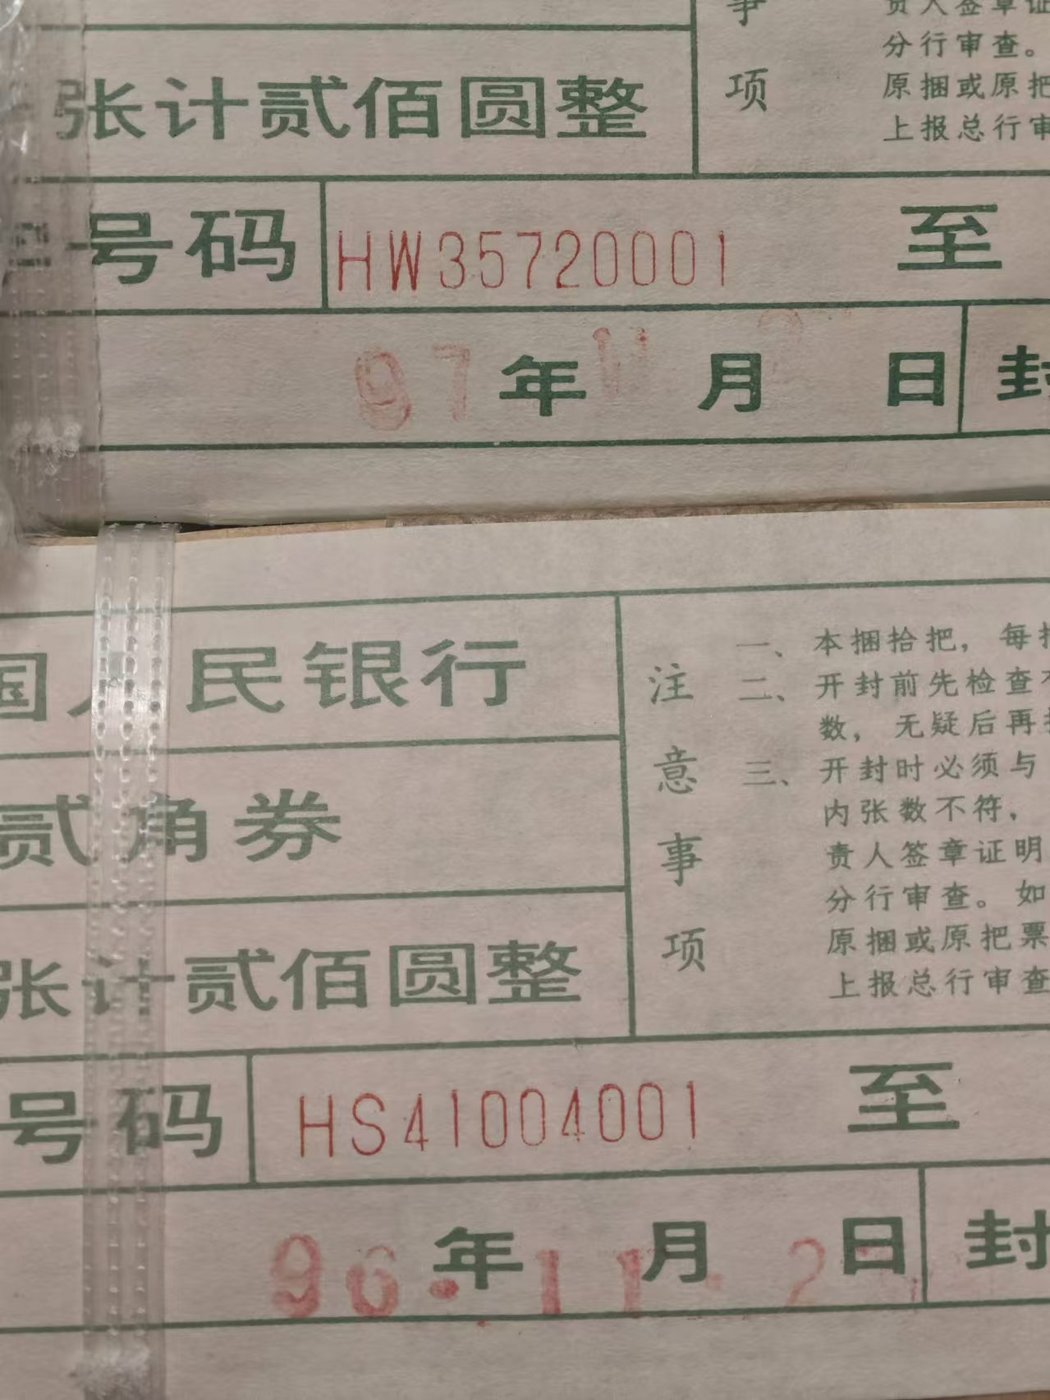 事
责人签章证
分行审查。
项
原捆或原把
上报总行审
张计贰佰圆整
号码 HW35720001 至
97 年 11 月 2 日 封
国人民银行
贰角券
张计贰佰圆整
注意事项
一、本捆拾把，每把
二、开封前先检查
数，无疑后再
三、开封时必须与
内张数不符，
责人签章证明
分行审查。如
原捆或原把票
上报总行审查
号码 HS41004001 至
96·11·2 年 月 日 封